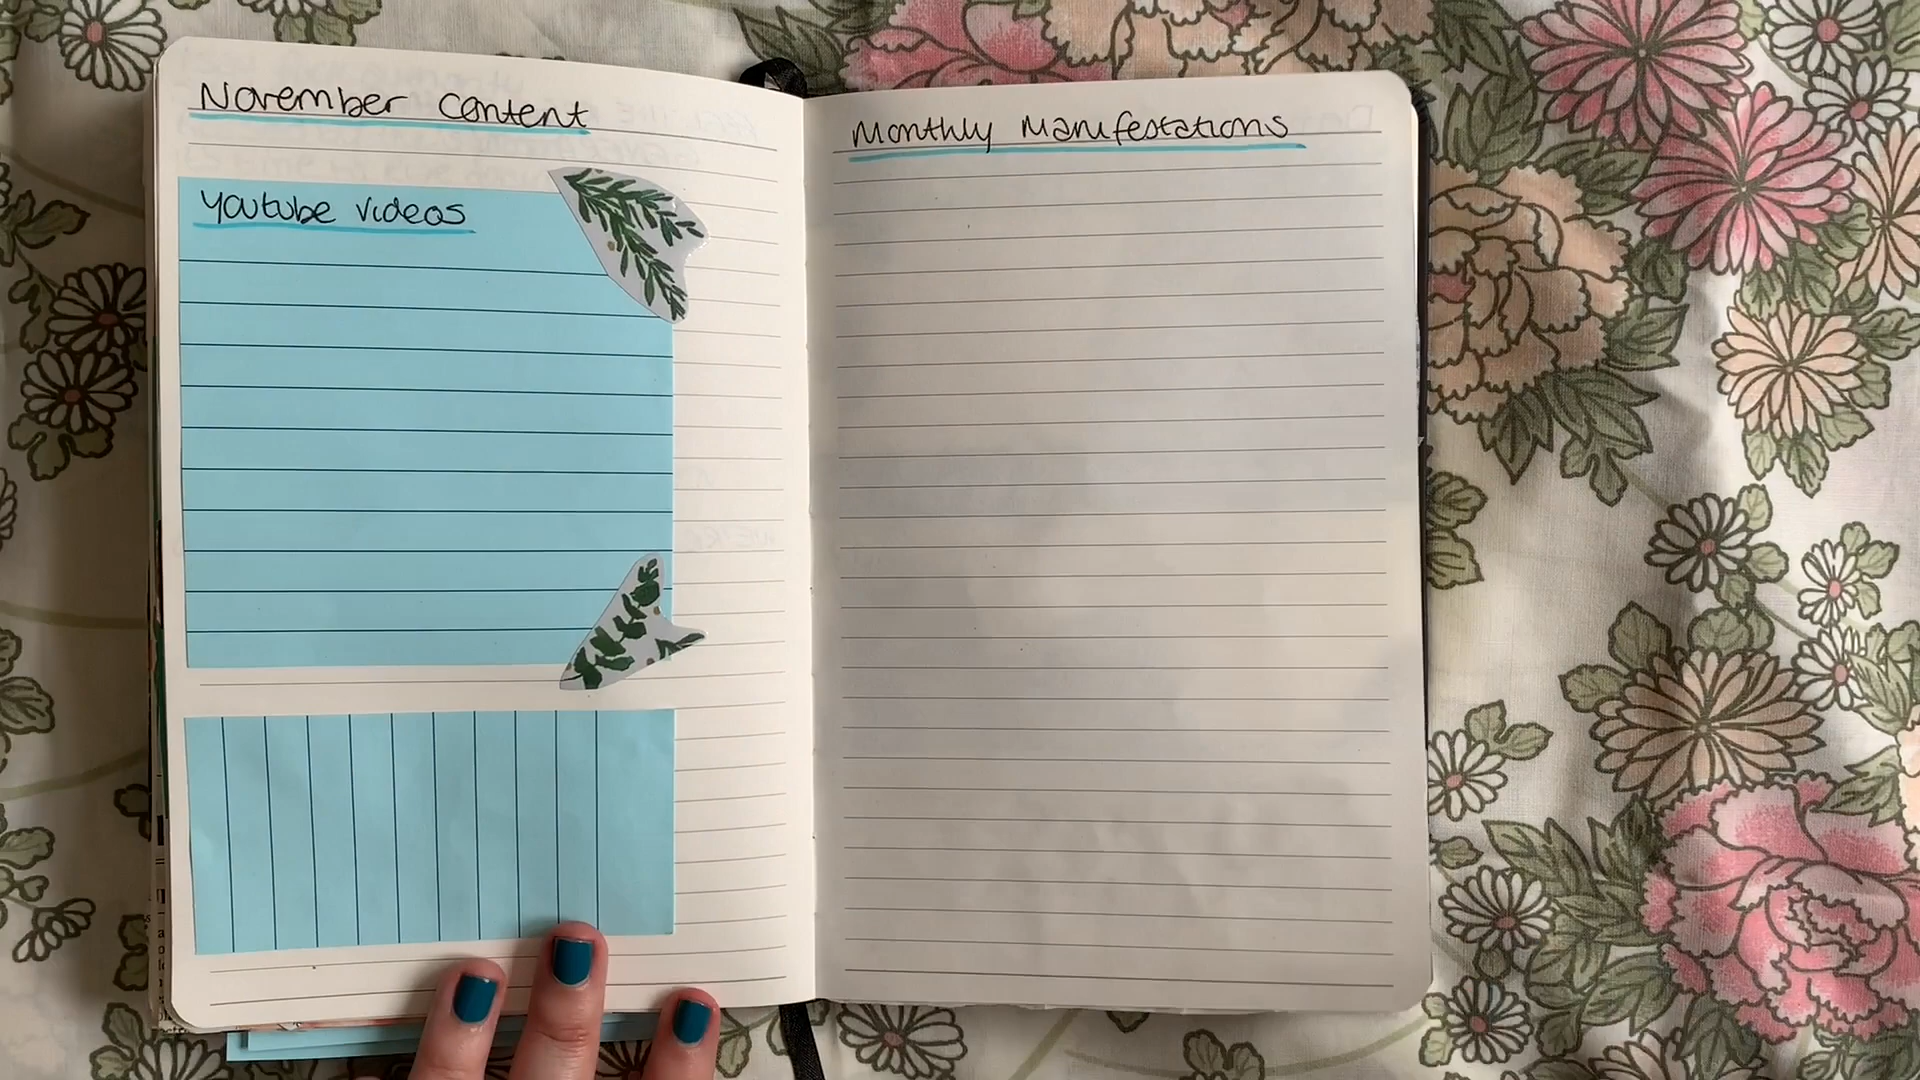 November Content
Youtube videos
Monthly Manifestations